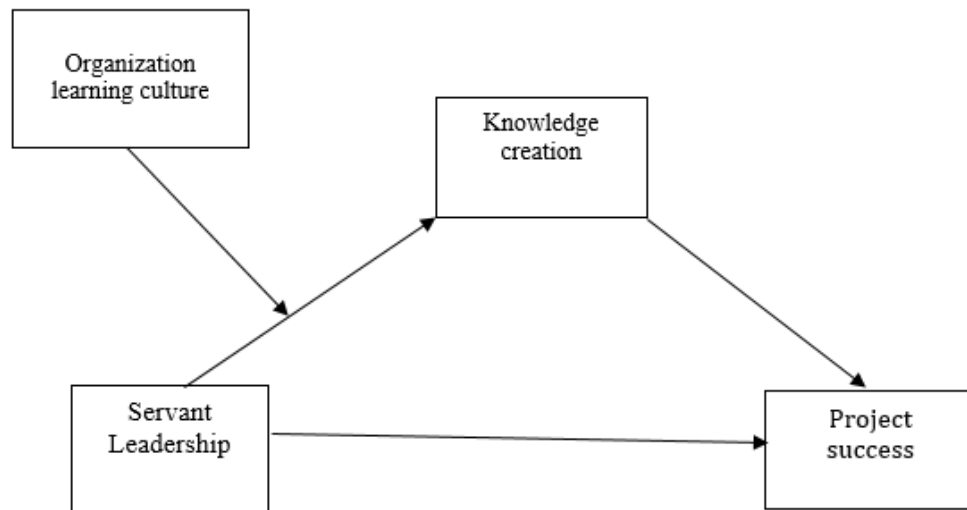 Organization
learning culture
Knowledge
creation
Servant
Leadership
Project
success